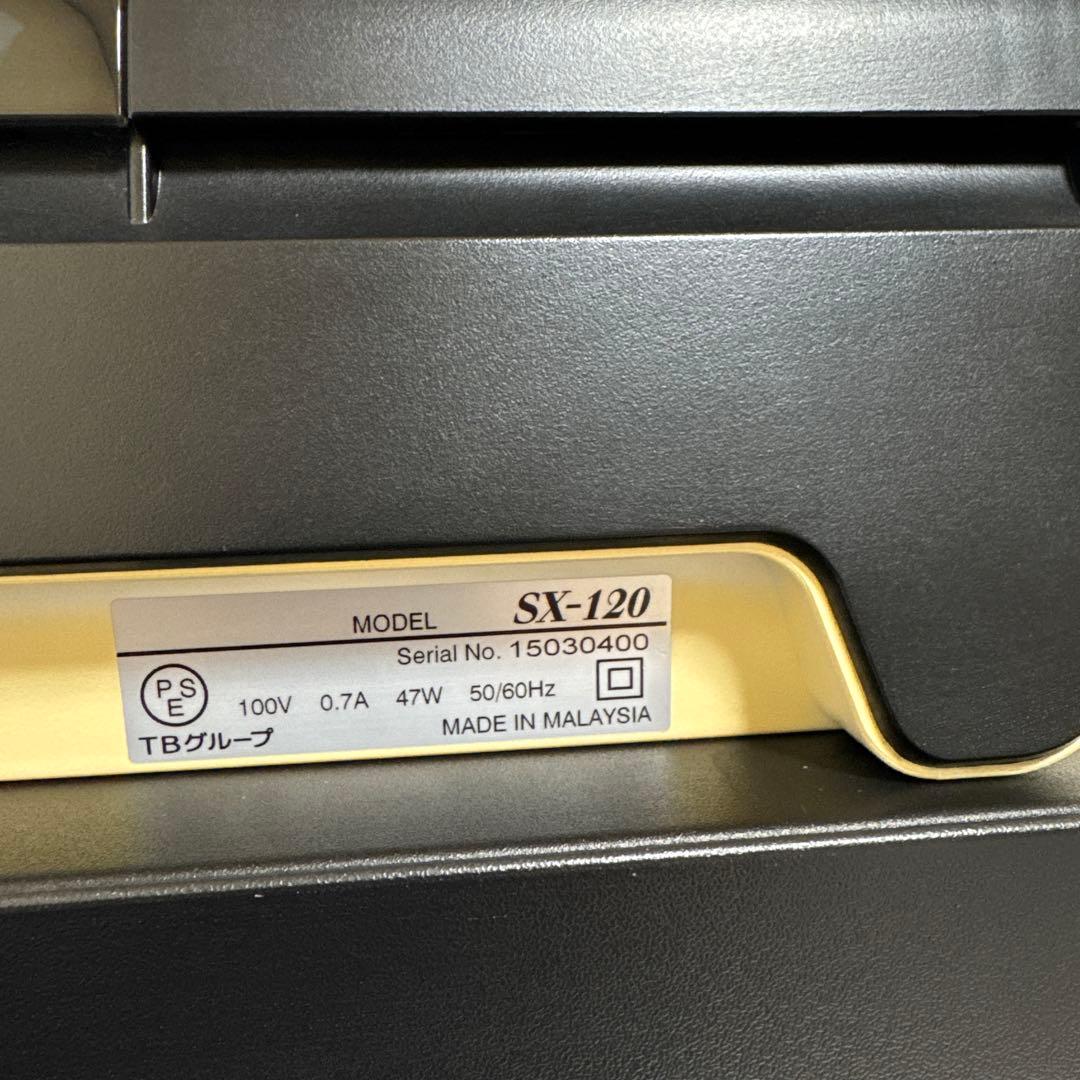 MODEL SX-120
Serial No. 15030400
PSE 100V 0.7A 47W 50/60Hz
TBグループ MADE IN MALAYSIA